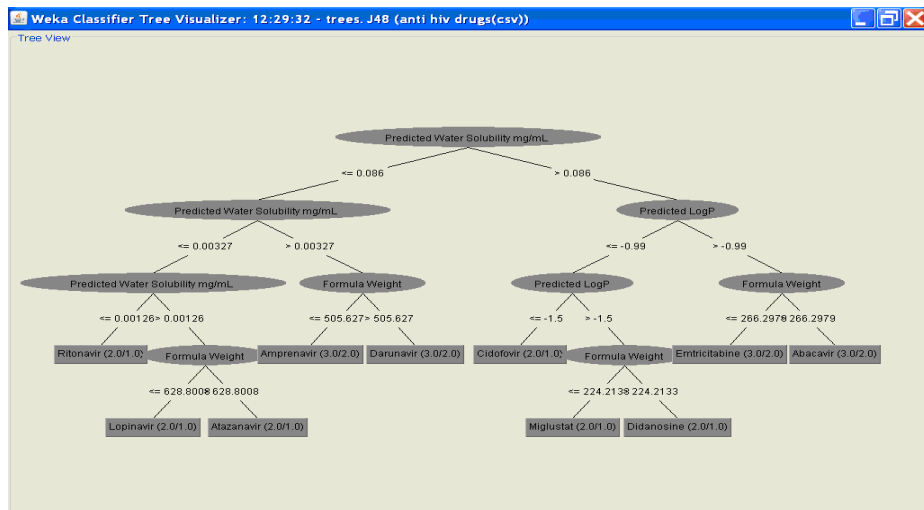 Weka Classifier Tree Visualizer: 12:29:32 - trees. J48 (anti hiv drugs(csv))
Tree View
Predicted Water Solubility mg/mL
<= 0.086 > 0.086
Predicted Water Solubility mg/mL Predicted LogP
<= 0.00327 > 0.00327 <= -0.99 > -0.99
Predicted Water Solubility mg/mL Formula Weight Predicted LogP Formula Weight
<= 0.00126 > 0.00126 <= 505.627 > 505.627 <= -1.5 > -1.5 <= 266.2979 > 266.2979
Ritonavir (2.0/1.0) Formula Weight Amprenavir (3.0/2.0) Darunavir (3.0/2.0) Cidofovir (2.0/1.0) Formula Weight Emtricitabine (3.0/2.0) Abacavir (3.0/2.0)
<= 628.8008 > 628.8008 <= 224.2133 > 224.2133
Lopinavir (2.0/1.0) Atazanavir (2.0/1.0) Miglustat (2.0/1.0) Didanosine (2.0/1.0)